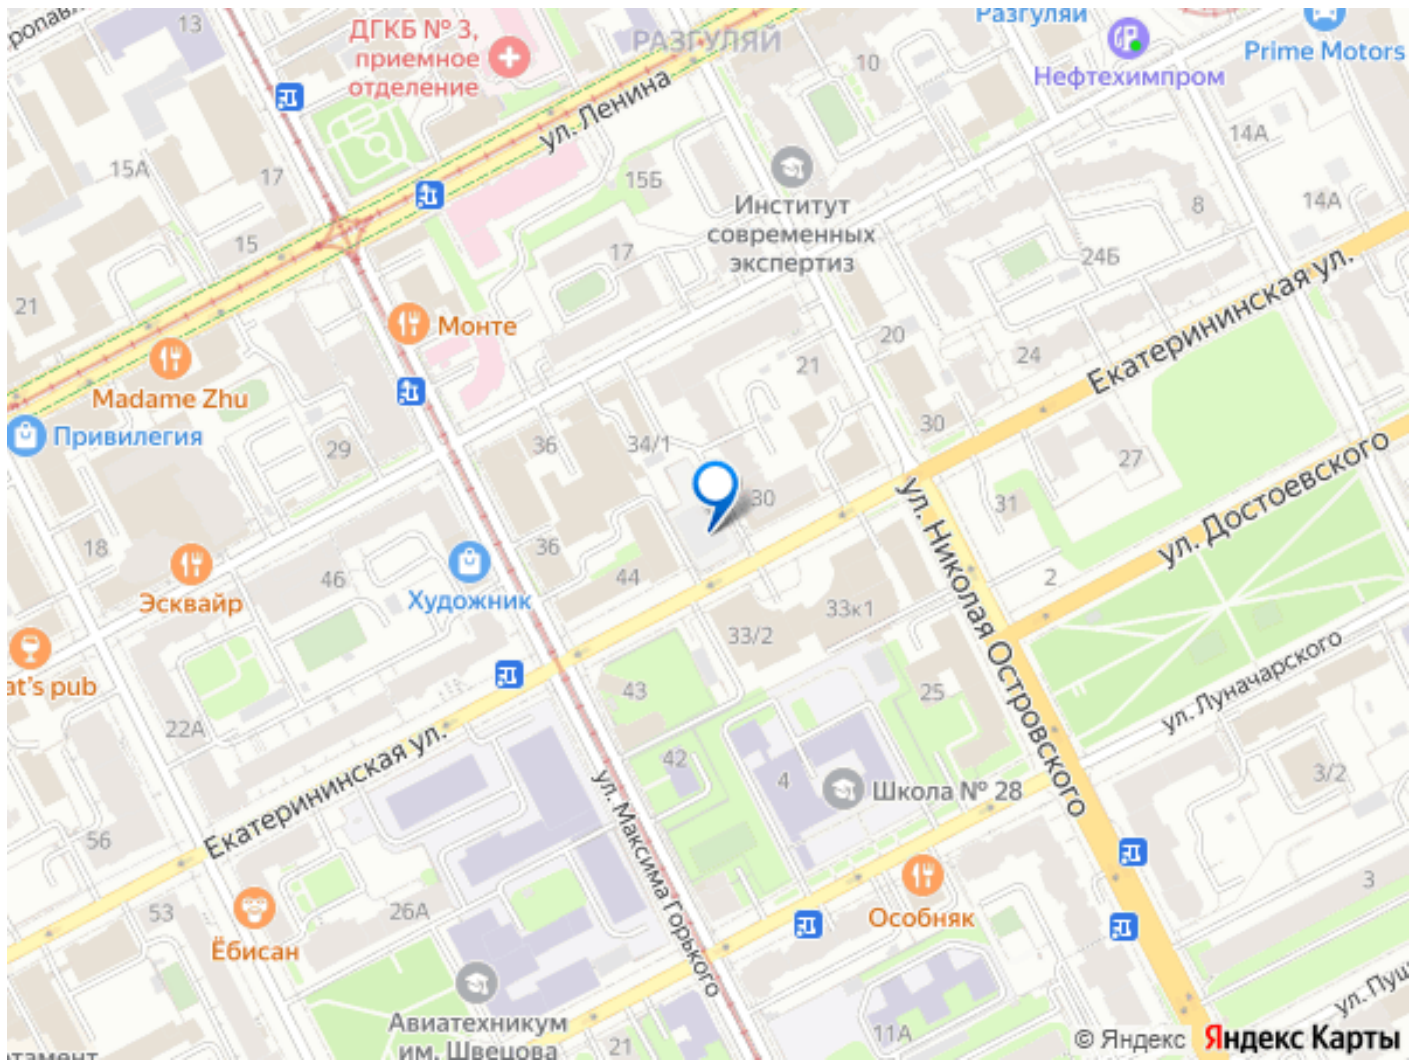 13
ДГКБ № 3,
приемное
отделение
РАЗГУЛЯЙ
Разгуляй
Нефтехимпром
Prime Motors
10
ул. Ленина
14А
15А
17
15Б
Институт
современных
экспертиз
8
14А
15
17
24Б
21
Монте
20
24
Екатерининская ул.
Madame Zhu
21
Привилегия
29
36
34/1
30
27
ул. Достоевского
30
31
18
Эсквайр
46
Художник
36
44
33/2
33к1
2
ул. Николая Островского
at's pub
22А
43
25
ул. Луначарского
Екатерининская ул.
42
4
Школа № 28
3/2
56
ул. Максима Горького
53
Ёбисан
26А
Особняк
3
Авиатехникум
им. Швецова
21
11А
© Яндекс
Яндекс Карты